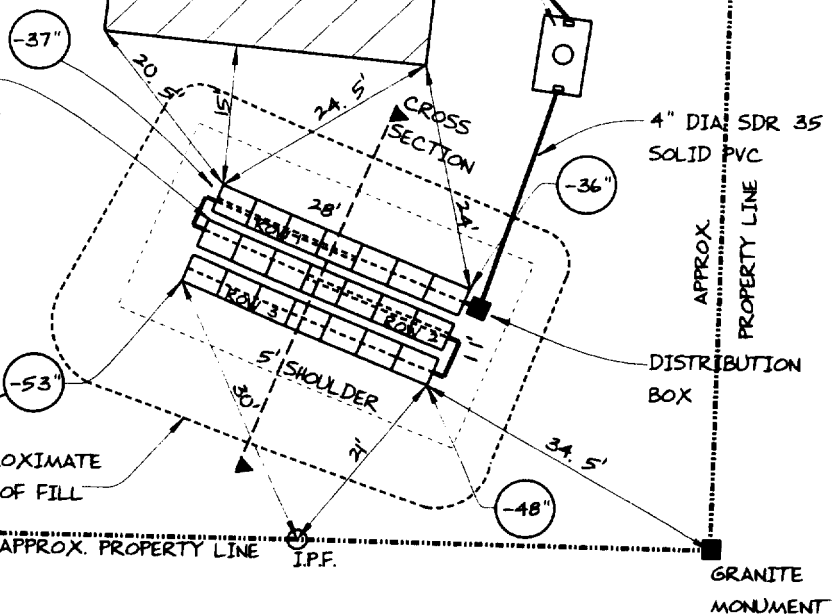 -37"
20. 5'
15'
24. 5'
CROSS
SECTION
4" DIA. SDR 35
SOLID PVC
-36"
28'
24'
ROW 1
APPROX.
PROPERTY LINE
ROW 3
ROW 2
DISTRIBUTION
BOX
-53"
5' SHOULDER
30'
21'
34. 5'
OXIMATE
OF FILL
-48"
APPROX. PROPERTY LINE
I.P.F.
GRANITE
MONUMENT